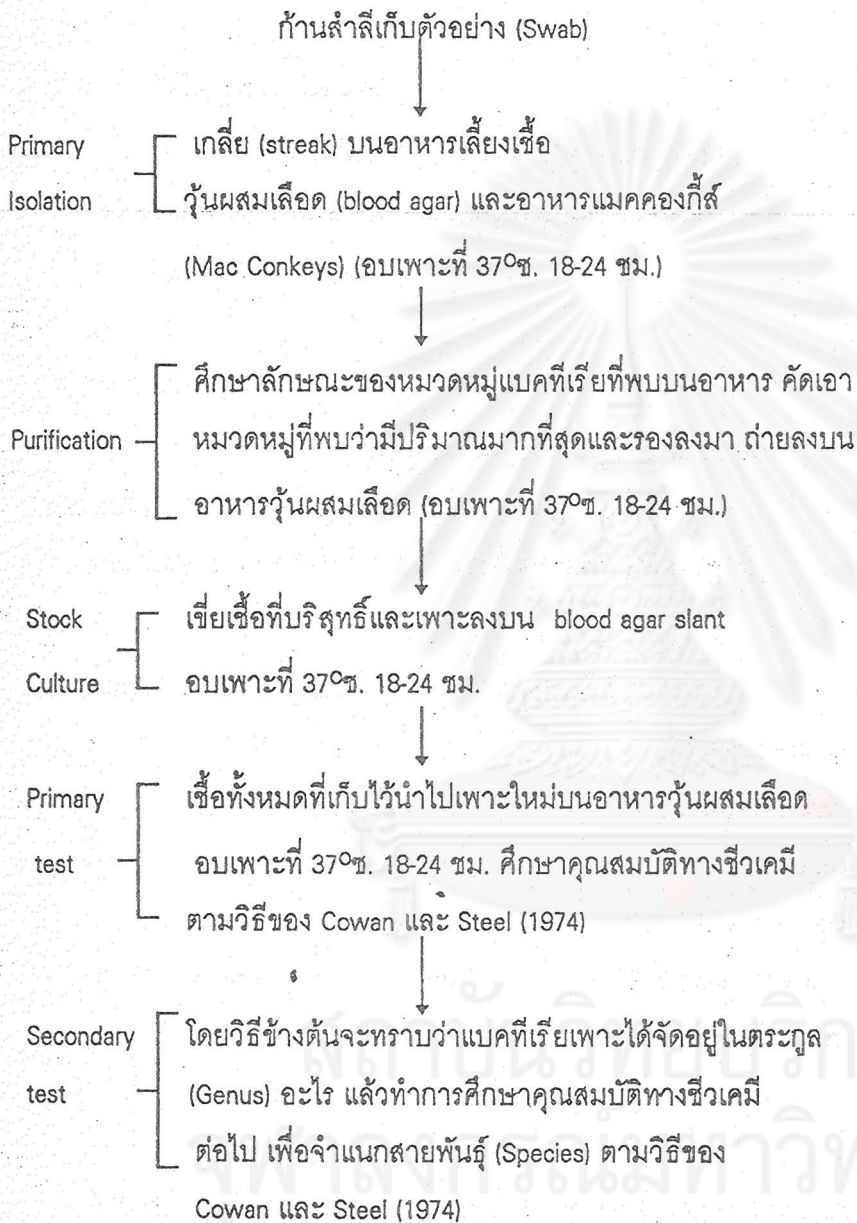 ก้านสำลีเก็บตัวอย่าง (Swab)
Primary
Isolation
เกลี่ย (streak) บนอาหารเลี้ยงเชื้อ
วุ้นผสมเลือด (blood agar) และอาหารแมคคองกี้ส์
(Mac Conkeys) (อบเพาะที่ 37°ซ. 18-24 ชม.)
Purification
ศึกษาลักษณะของหมวดหมู่แบคทีเรียที่พบบนอาหาร คัดเอา
หมวดหมู่ที่พบว่ามีปริมาณมากที่สุดและรองลงมา ถ่ายลงบน
อาหารวุ้นผสมเลือด (อบเพาะที่ 37°ซ. 18-24 ชม.)
Stock
Culture
เขี่ยเชื้อที่บริสุทธิ์และเพาะลงบน blood agar slant
อบเพาะที่ 37°ซ. 18-24 ชม.
Primary
test
เชื้อทั้งหมดที่เก็บไว้นำไปเพาะใหม่บนอาหารวุ้นผสมเลือด
อบเพาะที่ 37°ซ. 18-24 ชม. ศึกษาคุณสมบัติทางชีวเคมี
ตามวิธีของ Cowan และ Steel (1974)
Secondary
test
โดยวิธีข้างต้นจะทราบว่าแบคทีเรียเพาะได้จัดอยู่ในตระกูล
(Genus) อะไร แล้วทำการศึกษาคุณสมบัติทางชีวเคมี
ต่อไป เพื่อจำแนกสายพันธุ์ (Species) ตามวิธีของ
Cowan และ Steel (1974)